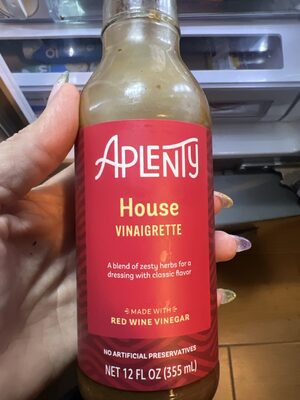 APLENTY
House
VINAIGRETTE
A blend of zesty herbs for a
dressing with classic flavor
MADE WITH
RED WINE VINEGAR
NO ARTIFICIAL PRESERVATIVES
NET 12 FL OZ (355 mL)